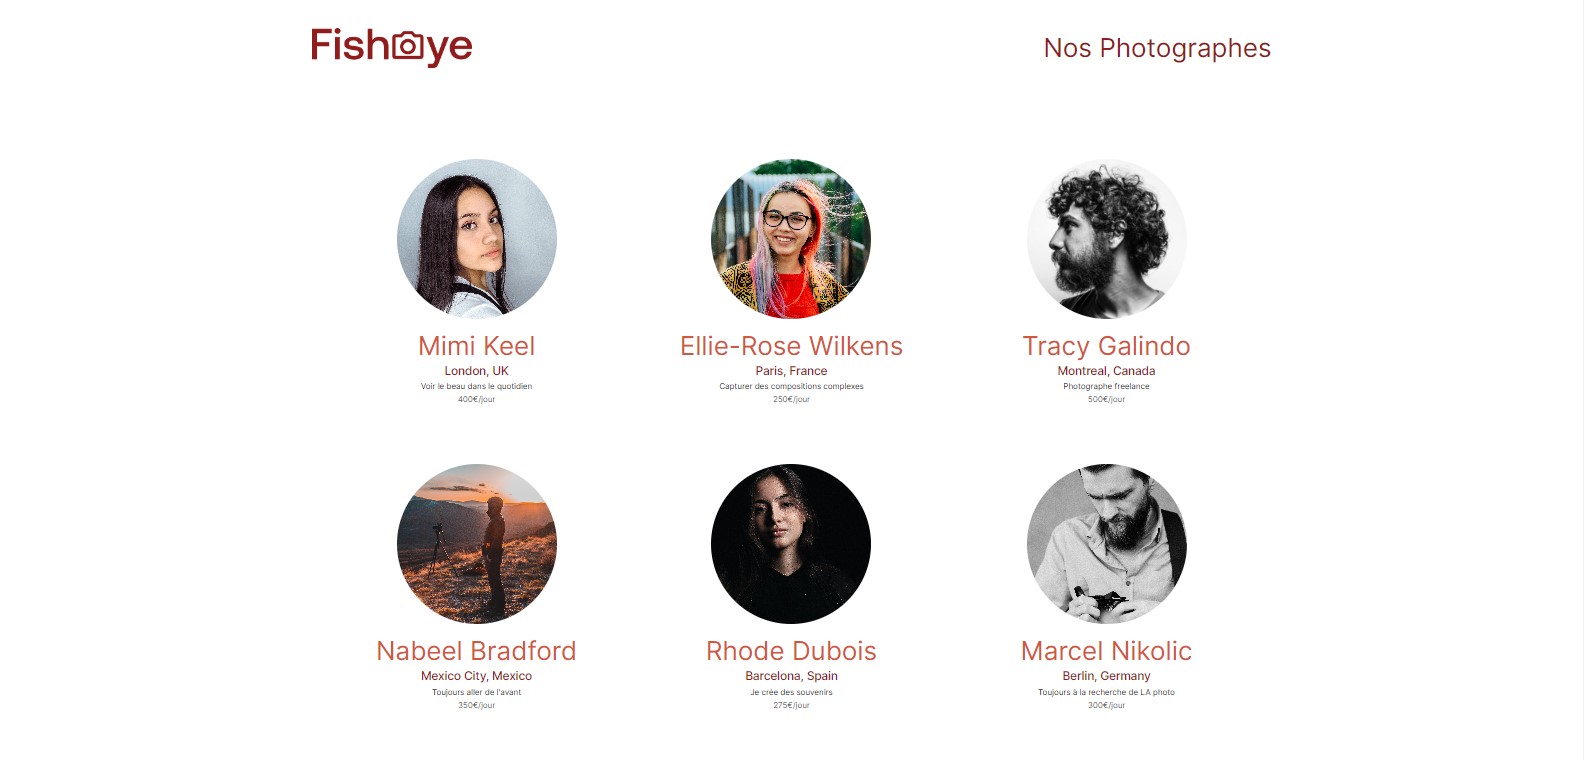 Fisheye
Nos Photographes
Mimi Keel
London, UK
Voir le beau dans le quotidien
400€/jour
Ellie-Rose Wilkens
Paris, France
Capturer des compositions complexes
250€/jour
Tracy Galindo
Montreal, Canada
Photographe freelance
500€/jour
Nabeel Bradford
Mexico City, Mexico
Toujours aller de l'avant
350€/jour
Rhode Dubois
Barcelona, Spain
Je crée des souvenirs
275€/jour
Marcel Nikolic
Berlin, Germany
Toujours à la recherche de LA photo
300€/jour